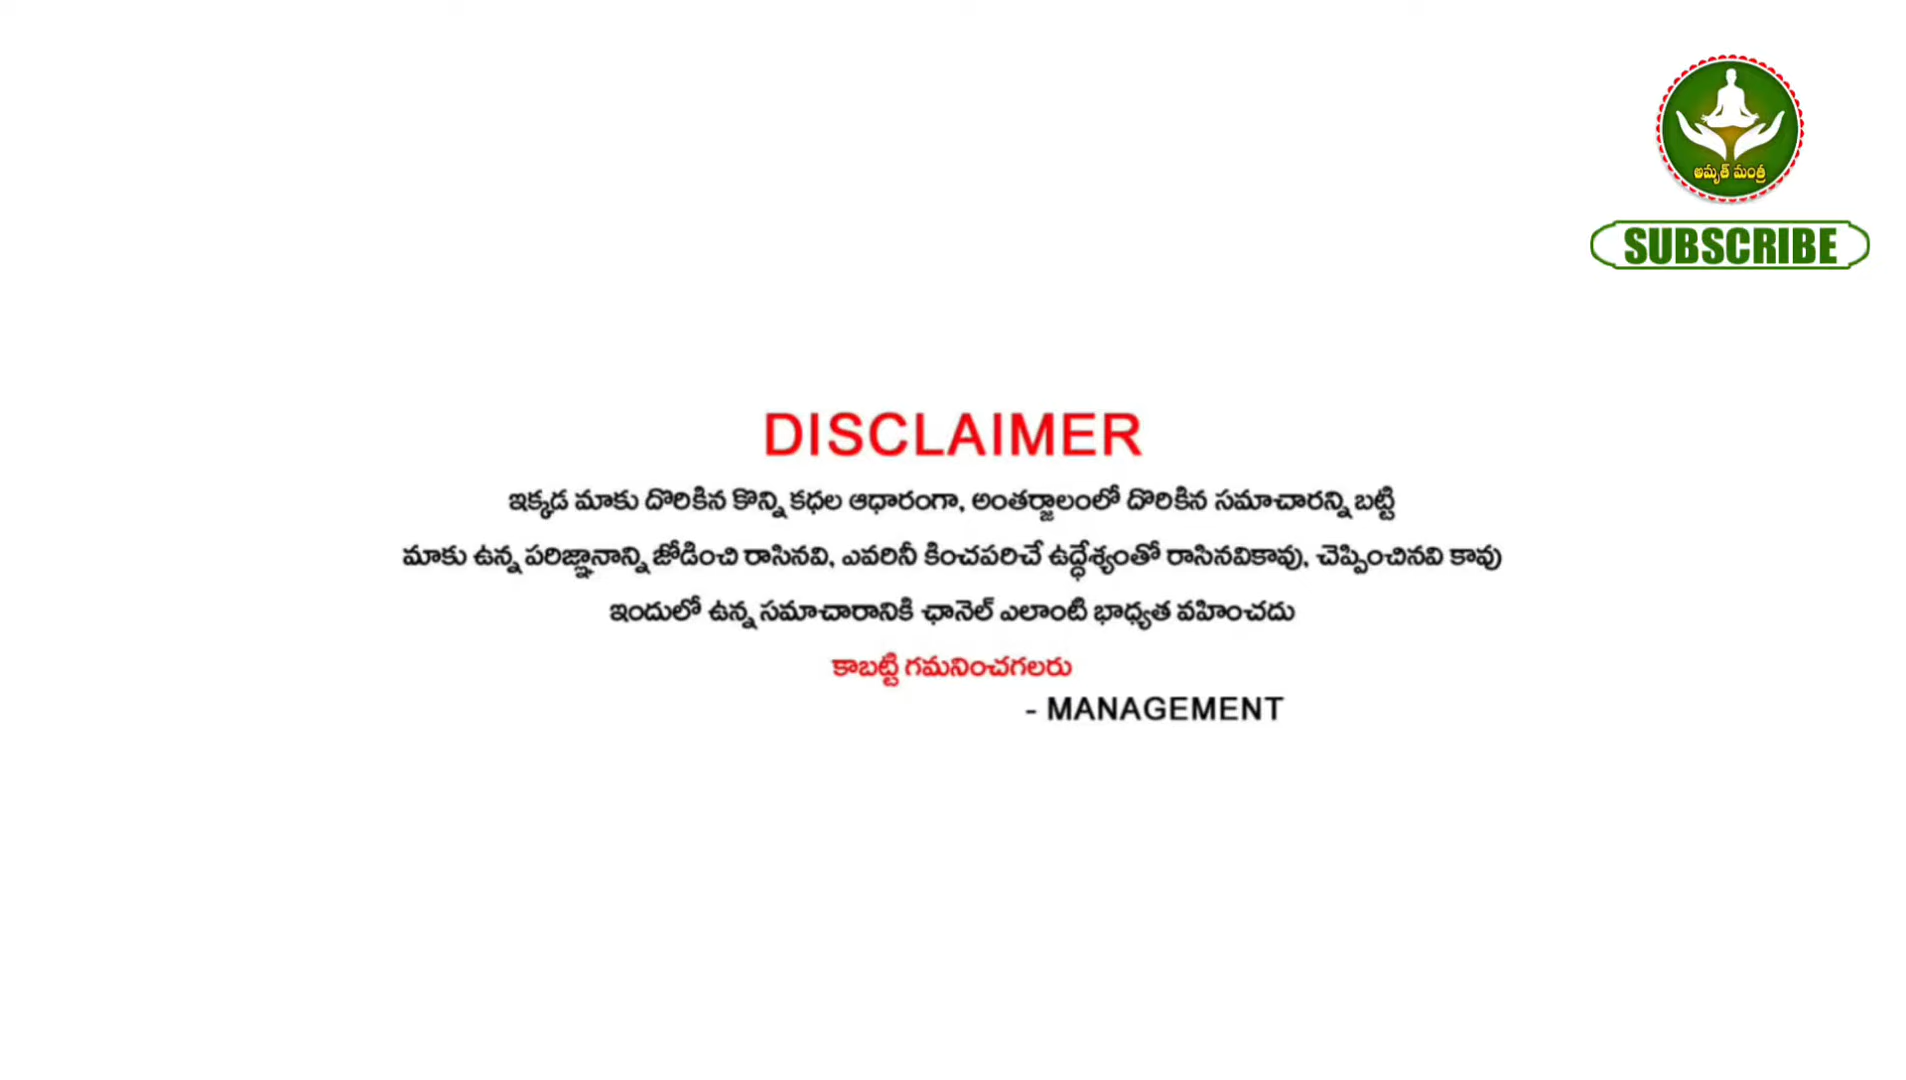 అమృత్ మంత్ర
SUBSCRIBE
DISCLAIMER
ఇక్కడ మాకు దొరికిన కొన్ని కథల ఆధారంగా, అంతర్జాలంలో దొరికిన సమాచారన్ని బట్టి
మాకు ఉన్న పరిజ్ఞానాన్ని జోడించి రాసినవి, ఎవరినీ కించపరిచే ఉద్ధేశ్యంతో రాసినవికావు, చెప్పించినవి కావు
ఇందులో ఉన్న సమాచారానికి ఛానెల్ ఎలాంటి భాధ్యత వహించదు
కాబట్టి గమనించగలరు
- MANAGEMENT